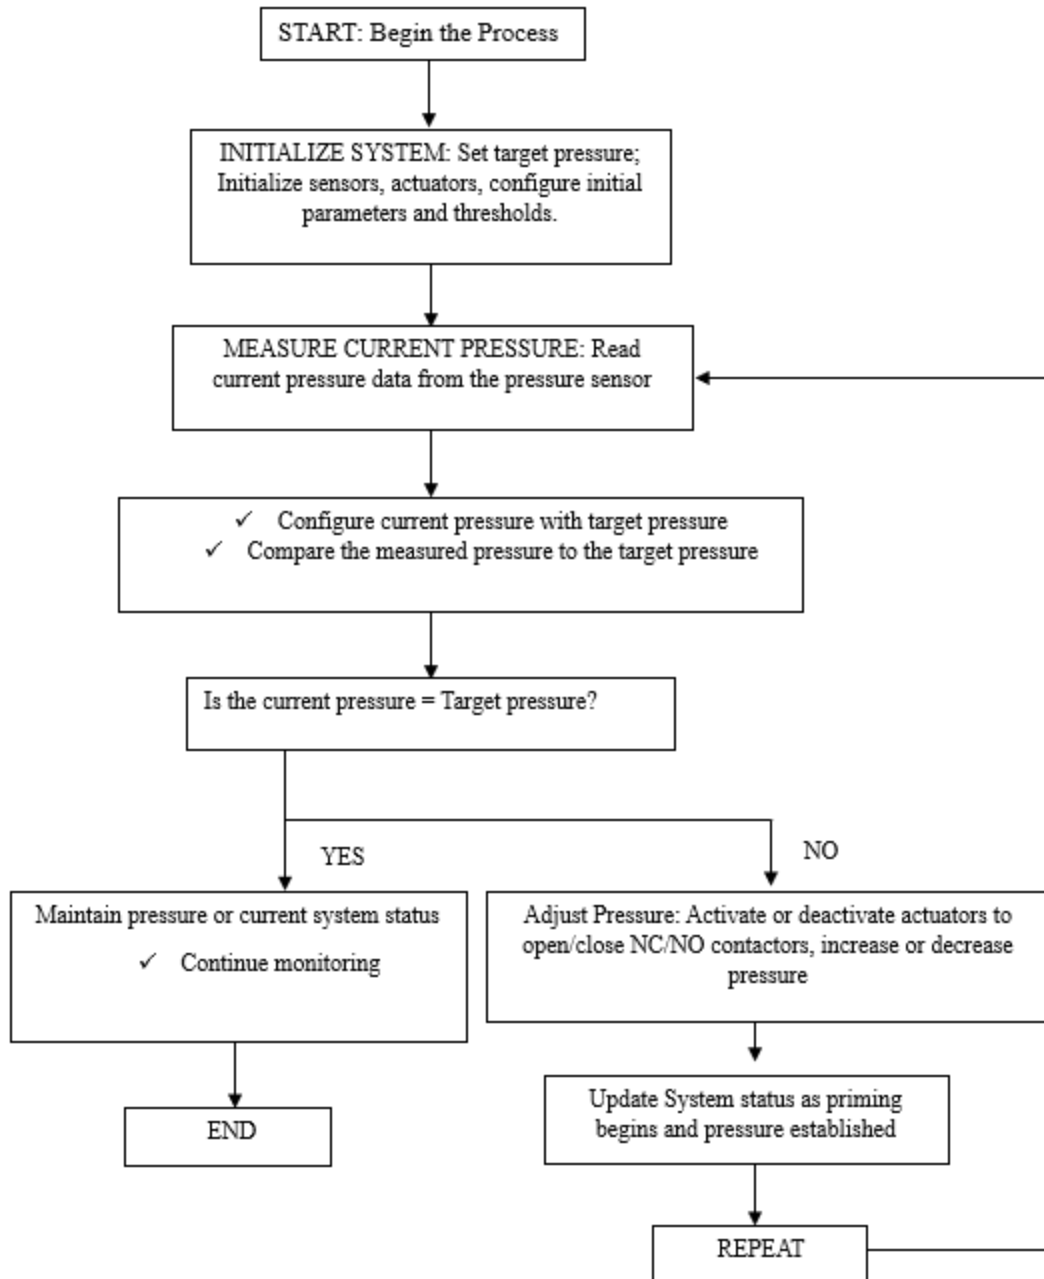 START: Begin the Process
INITIALIZE SYSTEM: Set target pressure;
Initialize sensors, actuators, configure initial
parameters and thresholds.
MEASURE CURRENT PRESSURE: Read
current pressure data from the pressure sensor
✓ Configure current pressure with target pressure
✓ Compare the measured pressure to the target pressure
Is the current pressure = Target pressure?
YES
NO
Maintain pressure or current system status
✓ Continue monitoring
END
Adjust Pressure: Activate or deactivate actuators to
open/close NC/NO contactors, increase or decrease
pressure
Update System status as priming
begins and pressure established
REPEAT